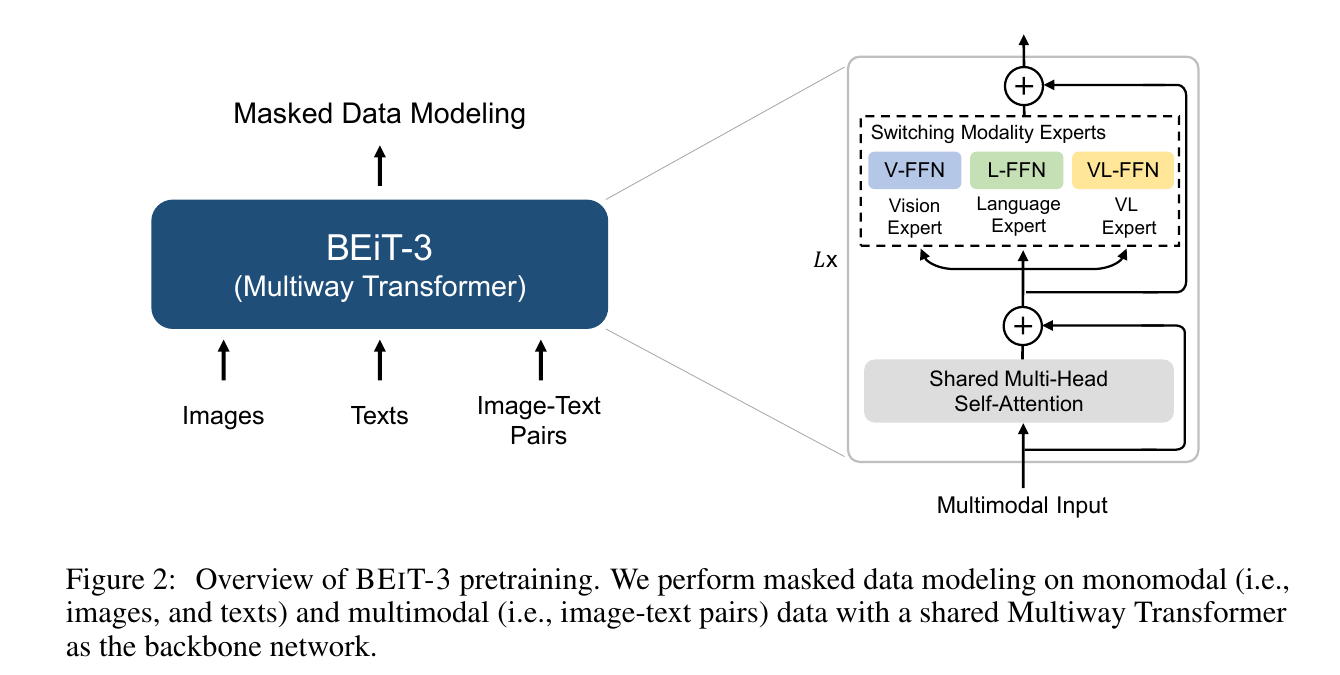 Masked Data Modeling
BEiT-3
(Multiway Transformer)
Images
Texts
Image-Text
Pairs
Switching Modality Experts
V-FFN
L-FFN
VL-FFN
Vision
Expert
Language
Expert
VL
Expert
Lx
Shared Multi-Head
Self-Attention
Multimodal Input
Figure 2: Overview of BEIT-3 pretraining. We perform masked data modeling on monomodal (i.e.,
images, and texts) and multimodal (i.e., image-text pairs) data with a shared Multiway Transformer
as the backbone network.